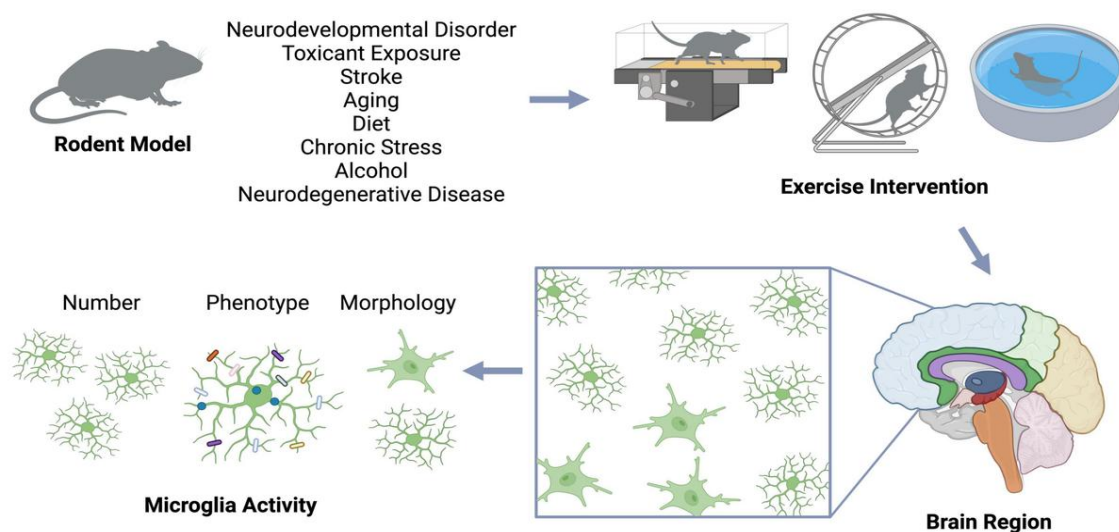 Neurodevelopmental Disorder
Toxicant Exposure
Stroke
Aging
Diet
Chronic Stress
Alcohol
Neurodegenerative Disease
Rodent Model
Exercise Intervention
Number
Phenotype
Morphology
Microglia Activity
Brain Region